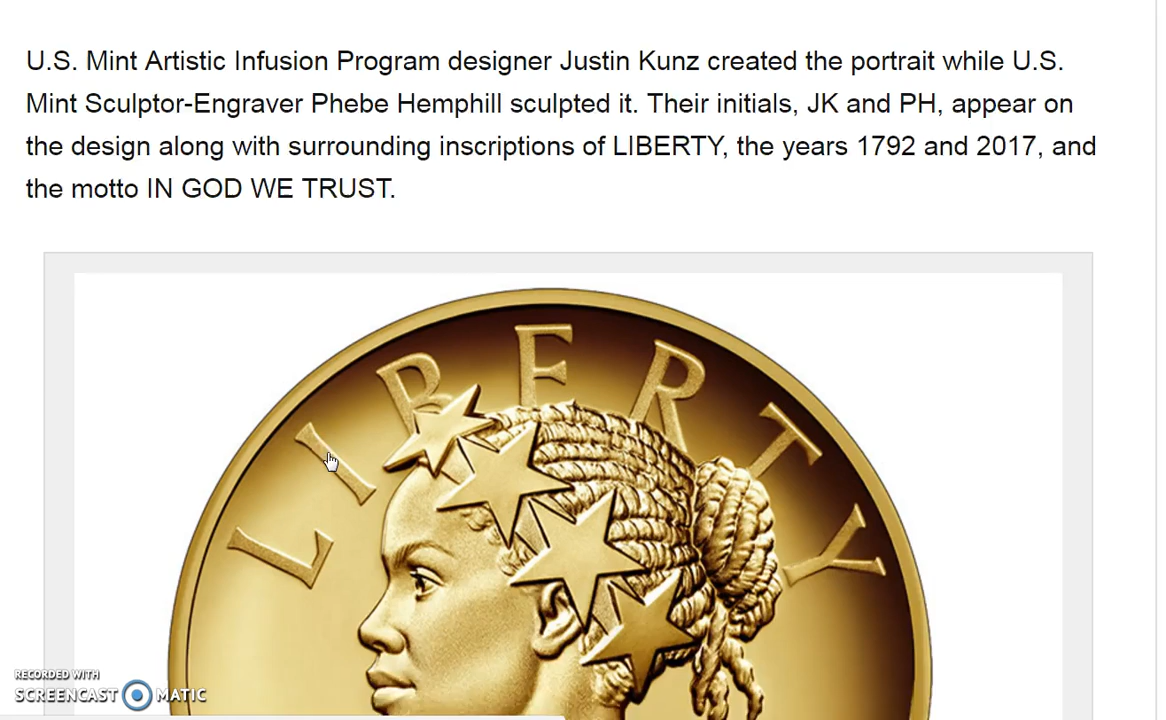 U.S. Mint Artistic Infusion Program designer Justin Kunz created the portrait while U.S.
Mint Sculptor-Engraver Phebe Hemphill sculpted it. Their initials, JK and PH, appear on
the design along with surrounding inscriptions of LIBERTY, the years 1792 and 2017, and
the motto IN GOD WE TRUST.
LIBERTY
RECORDED WITH
SCREENCAST MATIC